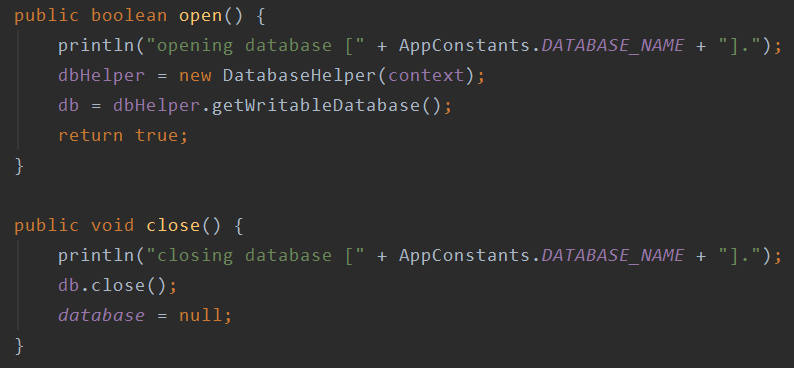 public boolean open() {
    println("opening database [" + AppConstants.DATABASE_NAME + "].");
    dbHelper = new DatabaseHelper(context);
    db = dbHelper.getWritableDatabase();
    return true;
}

public void close() {
    println("closing database [" + AppConstants.DATABASE_NAME + "].");
    db.close();
    database = null;
}